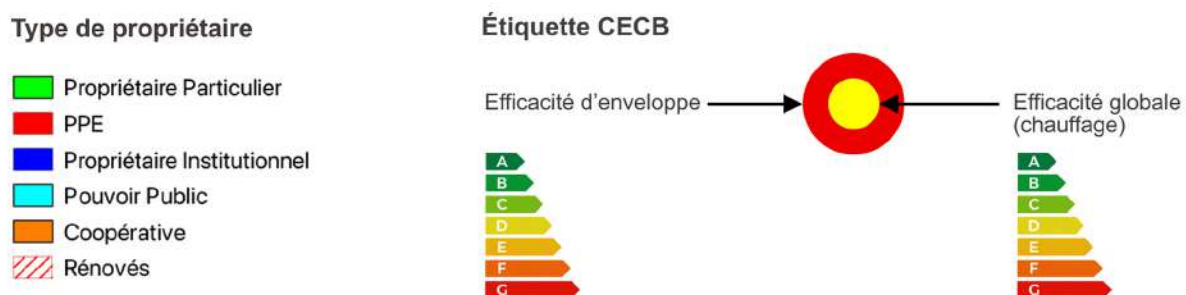 Type de propriétaire
Propriétaire Particulier
PPE
Propriétaire Institutionnel
Pouvoir Public
Coopérative
Rénovés
Étiquette CECB
Efficacité d'enveloppe
A
B
C
D
E
F
G
Efficacité globale
(chauffage)
A
B
C
D
E
F
G